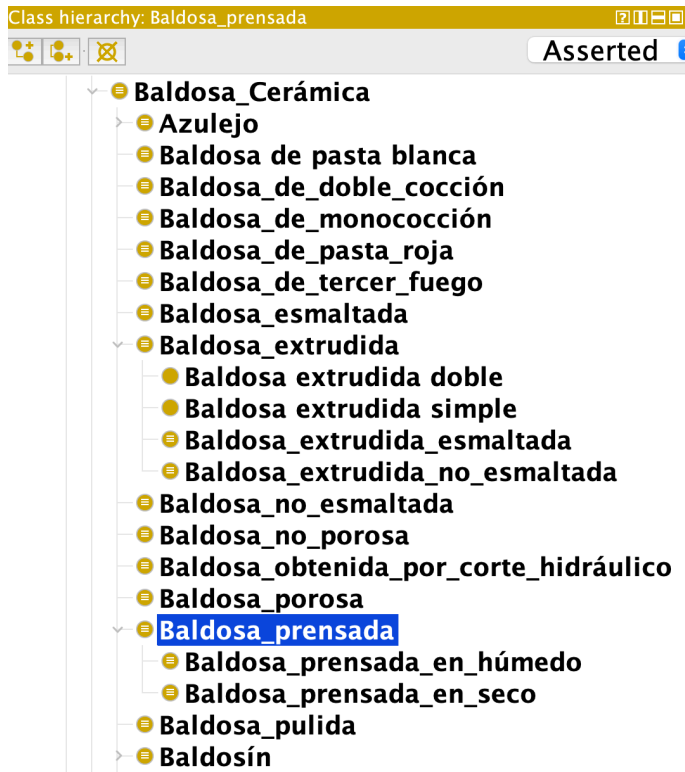 Class hierarchy: Baldosa_prensada
Asserted
Baldosa_Cerámica
Azulejo
Baldosa de pasta blanca
Baldosa_de_doble_cocción
Baldosa_de_monococción
Baldosa_de_pasta_roja
Baldosa_de_tercer_fuego
Baldosa_esmaltada
Baldosa_extrudida
Baldosa extrudida doble
Baldosa extrudida simple
Baldosa_extrudida_esmaltada
Baldosa_extrudida_no_esmaltada
Baldosa_no_esmaltada
Baldosa_no_porosa
Baldosa_obtenida_por_corte_hidráulico
Baldosa_porosa
Baldosa_prensada
Baldosa_prensada_en_húmedo
Baldosa_prensada_en_seco
Baldosa_pulida
Baldosín